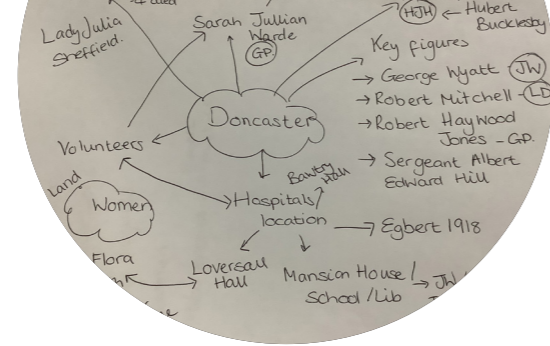 Lady Julia
Sheffield.
Sarah Jullian
Warde
GP
HJH ← Hubert
Bucklesby
Key figures
→ George Wyatt JW
→ Robert Mitchell - LD
→ Robert Haywood
Jones - GP.
→ Sergeant Albert
Edward Hill
Doncaster
Volunteers
Land
Women
Bawtry
Hall
Hospitals/
location
→ Egbert 1918
Flora
Loversall
Hall
Mansion House/
School/Lib
→ JW